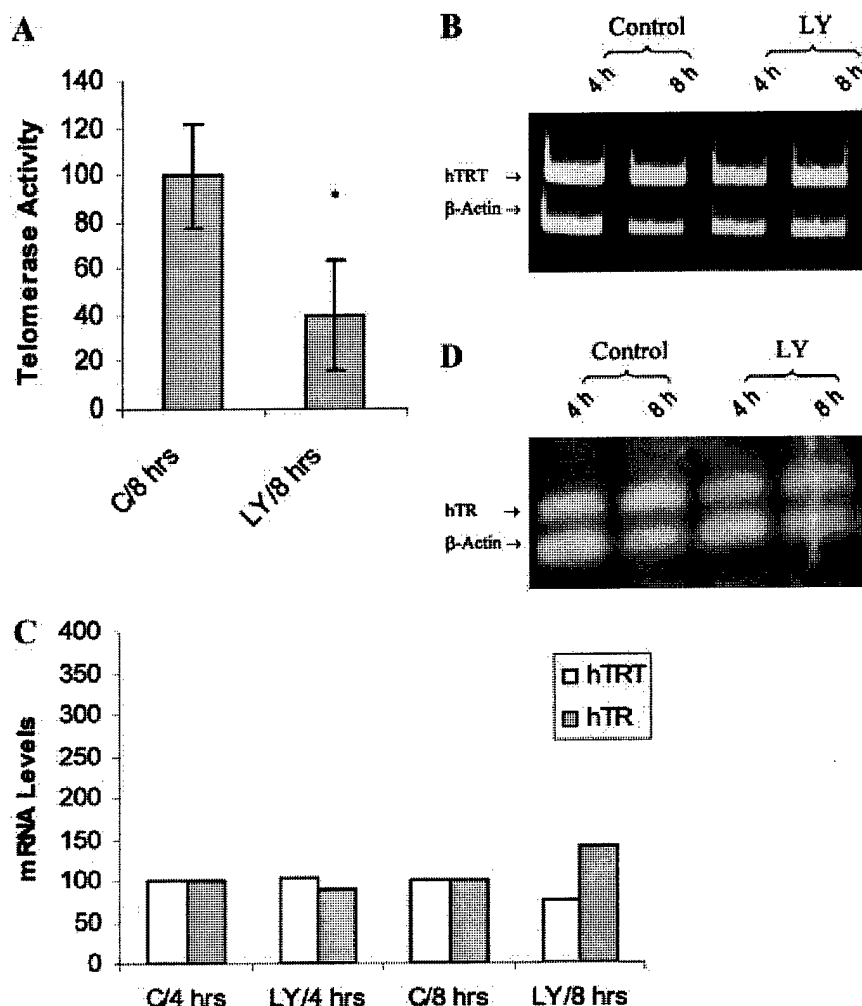 A
Telomerase Activity
140
120
100
80
60
40
20
0
C/8 hrs
LY/8 hrs
B
Control LY
4 h 8 h 4 h 8 h
hTRT →
β-Actin →
D
Control LY
4 h 8 h 4 h 8 h
hTR →
β-Actin →
C
mRNA Levels
400
350
300
250
200
150
100
50
0
C/4 hrs LY/4 hrs C/8 hrs LY/8 hrs
hTRT
hTR